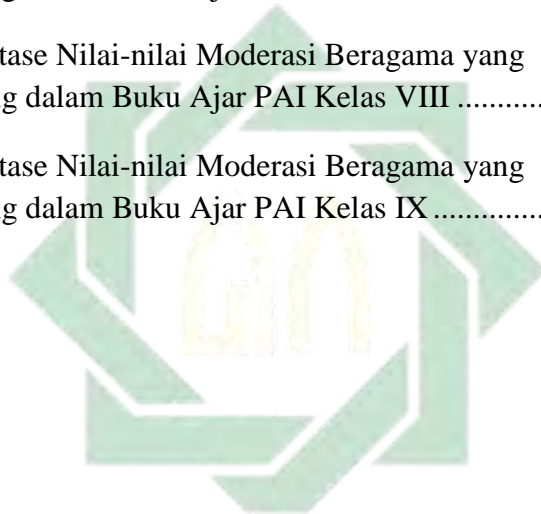 tase Nilai-nilai Moderasi Beragama yang
g dalam Buku Ajar PAI Kelas VIII ...........
tase Nilai-nilai Moderasi Beragama yang
g dalam Buku Ajar PAI Kelas IX ..............